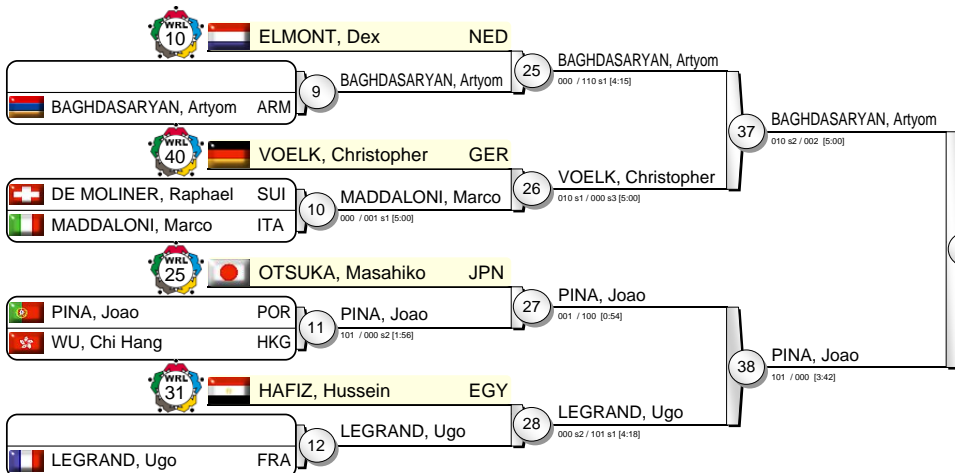 WRL
10
ELMONT, Dex NED
BAGHDASARYAN, Artyom ARM
9
BAGHDASARYAN, Artyom
25
BAGHDASARYAN, Artyom
000 / 110 s1 [4:15]
WRL
40
VOELK, Christopher GER
DE MOLINER, Raphael SUI
MADDALONI, Marco ITA
10
MADDALONI, Marco
000 / 001 s1 [5:00]
26
VOELK, Christopher
010 s1 / 000 s3 [5:00]
37
BAGHDASARYAN, Artyom
010 s2 / 002 [5:00]
WRL
25
OTSUKA, Masahiko JPN
PINA, Joao POR
WU, Chi Hang HKG
11
PINA, Joao
101 / 000 s2 [1:56]
27
PINA, Joao
001 / 100 [0:54]
WRL
31
HAFIZ, Hussein EGY
LEGRAND, Ugo FRA
12
LEGRAND, Ugo
28
LEGRAND, Ugo
000 s2 / 101 s1 [4:18]
38
PINA, Joao
101 / 000 [3:42]